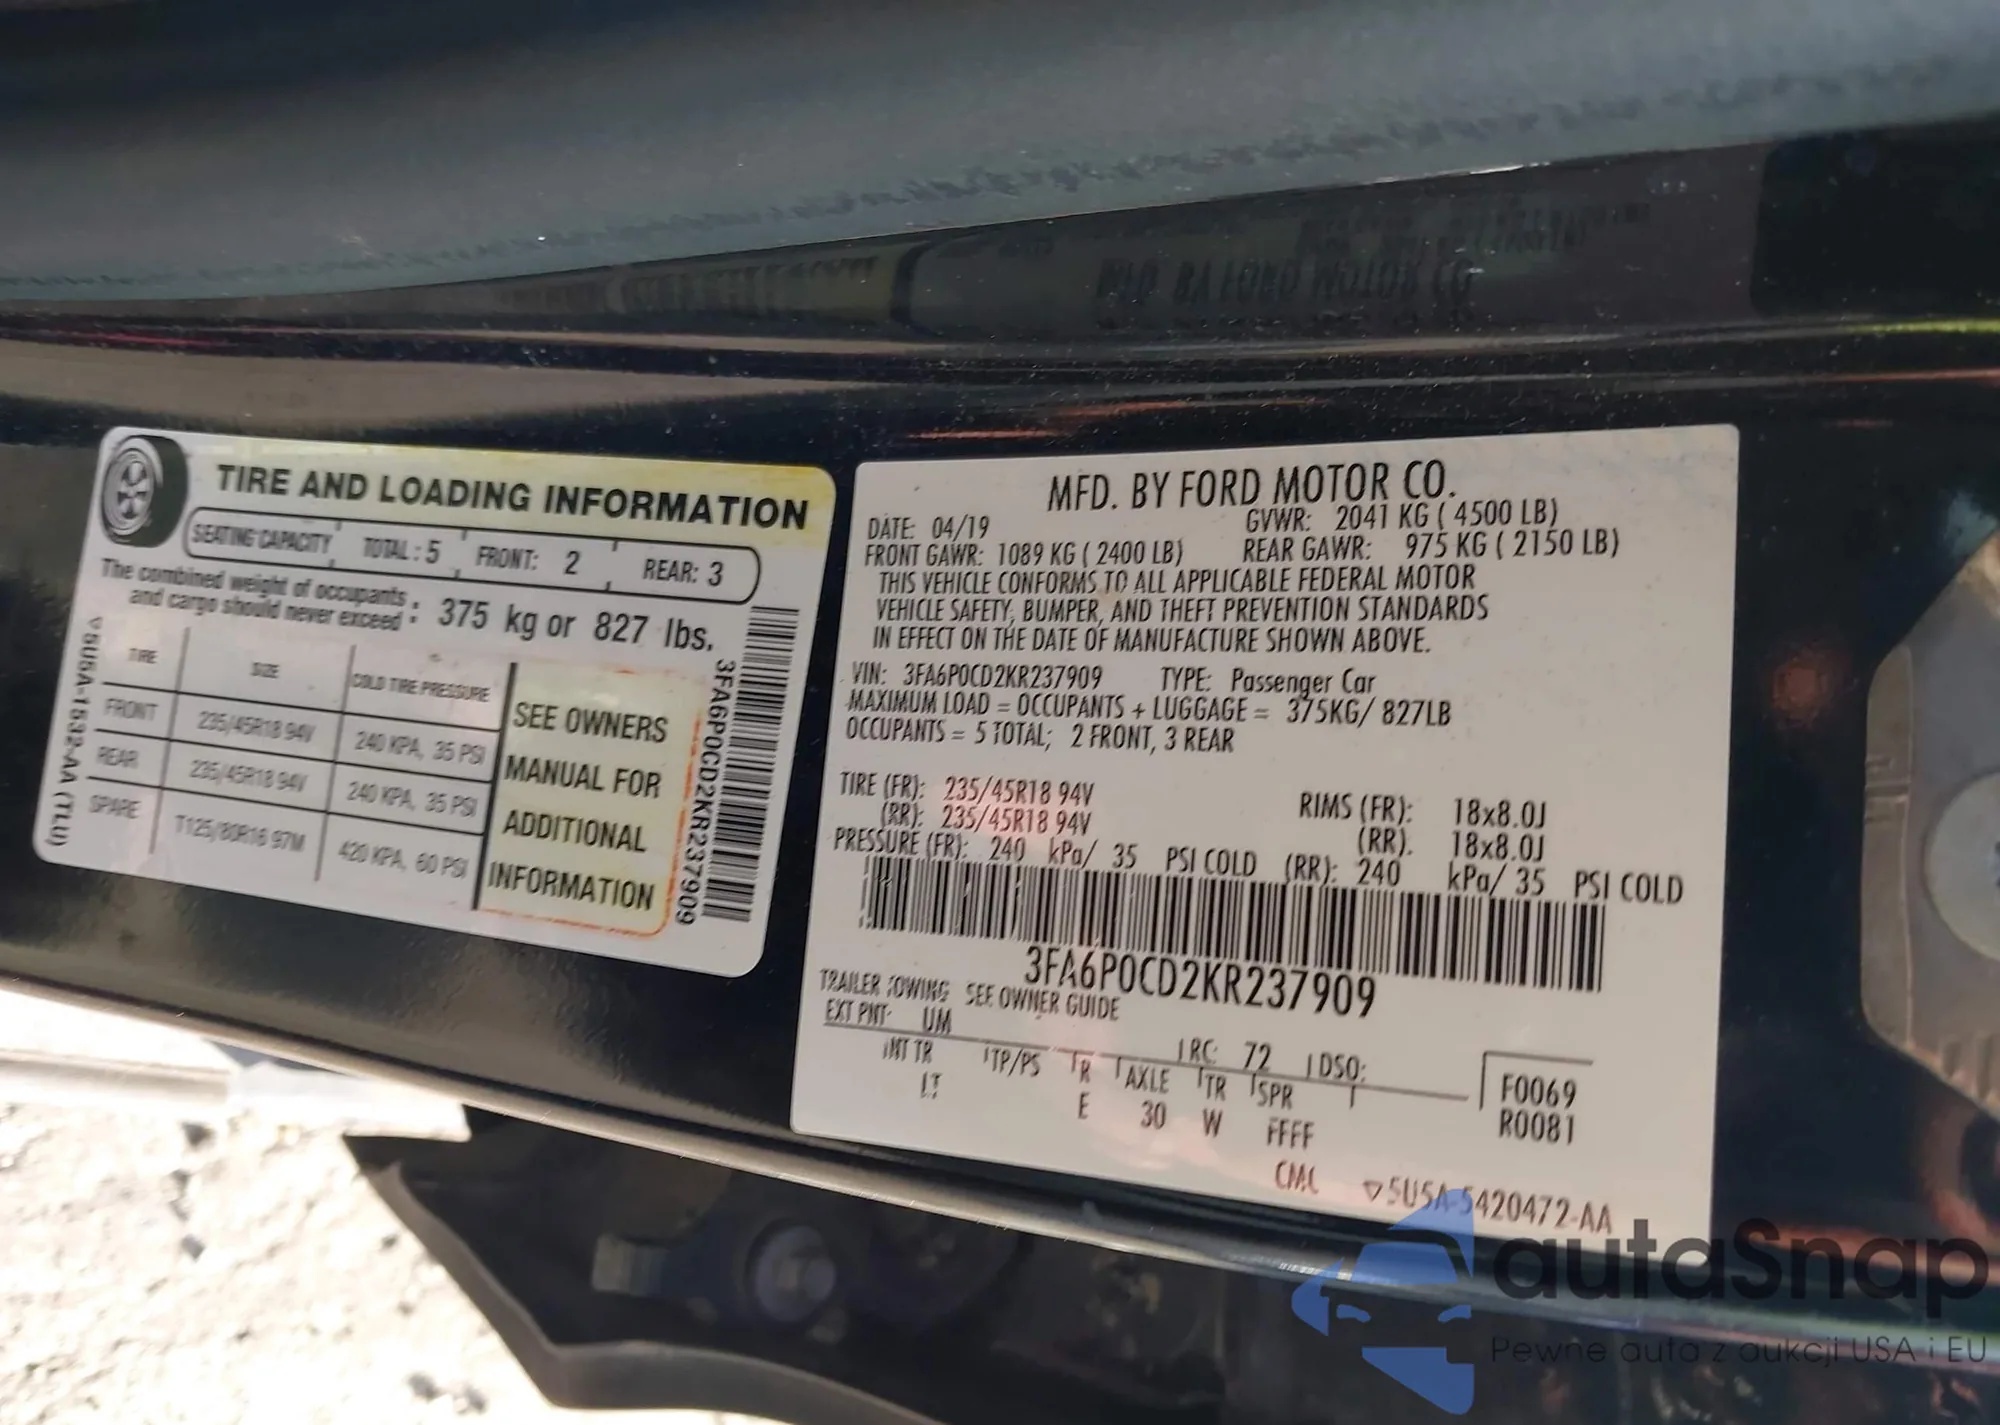 TIRE AND LOADING INFORMATION
SEATING CAPACITY TOTAL: 5 FRONT: 2 REAR: 3
The combined weight of occupants
and cargo should never exceed : 375 kg or 827 lbs.
TIRE SIZE COLD TIRE PRESSURE
FRONT 235/45R18 94V 240 KPA, 35 PSI
REAR 235/45R18 94V 240 KPA, 35 PSI
SPARE T125/80R16 97M 420 KPA, 60 PSI
SEE OWNERS
MANUAL FOR
ADDITIONAL
INFORMATION
5U5A-1532-AA (TLU)
3FA6P0CD2KR237909
MFD. BY FORD MOTOR CO.
DATE: 04/19 GVWR: 2041 KG ( 4500 LB)
FRONT GAWR: 1089 KG ( 2400 LB) REAR GAWR: 975 KG ( 2150 LB)
THIS VEHICLE CONFORMS TO ALL APPLICABLE FEDERAL MOTOR
VEHICLE SAFETY, BUMPER, AND THEFT PREVENTION STANDARDS
IN EFFECT ON THE DATE OF MANUFACTURE SHOWN ABOVE.
VIN: 3FA6P0CD2KR237909 TYPE: Passenger Car
MAXIMUM LOAD = OCCUPANTS + LUGGAGE = 375KG/ 827LB
OCCUPANTS = 5 TOTAL; 2 FRONT, 3 REAR
TIRE (FR): 235/45R18 94V RIMS (FR): 18x8.0J
(RR): 235/45R18 94V (RR). 18x8.0J
PRESSURE (FR): 240 kPa/ 35 PSI COLD (RR): 240 kPa/ 35 PSI COLD
3FA6P0CD2KR237909
TRAILER TOWING SEE OWNER GUIDE
EXT PNT: UM RC: 72 DSO:
INT TR TP/PS R AXLE TR SPR
LT E 30 W FFFF
F0069
R0081
CML 5U5A-5420472-AA
autaSnap
Pewne auta z aukcji USA i EU